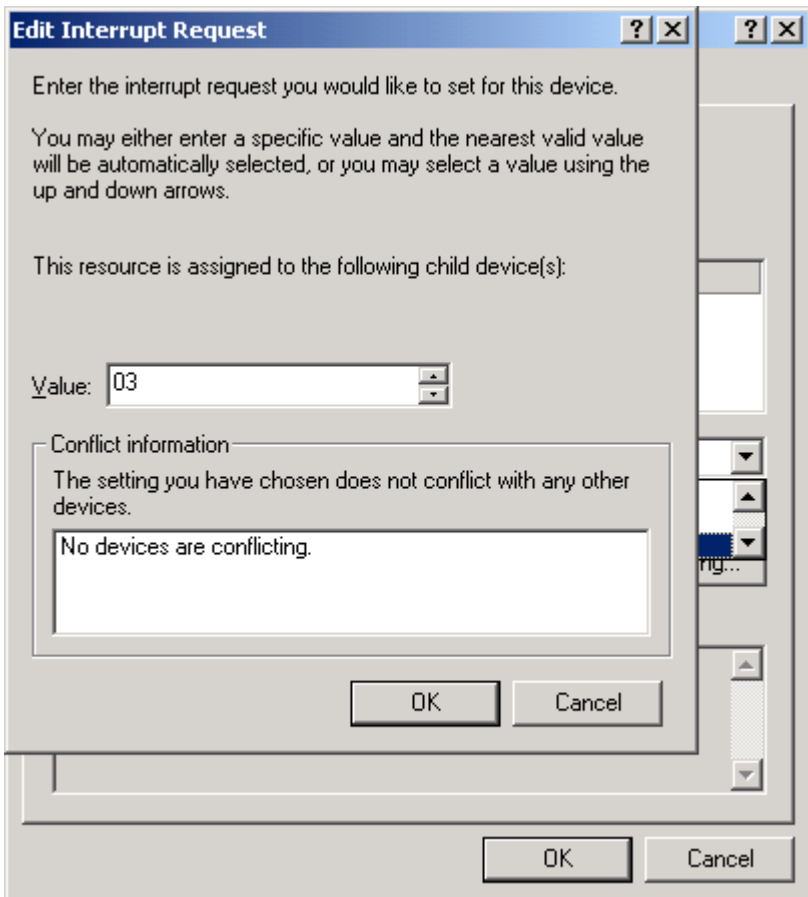 Edit Interrupt Request
Enter the interrupt request you would like to set for this device.
You may either enter a specific value and the nearest valid value
will be automatically selected, or you may select a value using the
up and down arrows.
This resource is assigned to the following child device(s):
Value: 03
Conflict information
The setting you have chosen does not conflict with any other
devices.
No devices are conflicting.
OK Cancel
OK Cancel